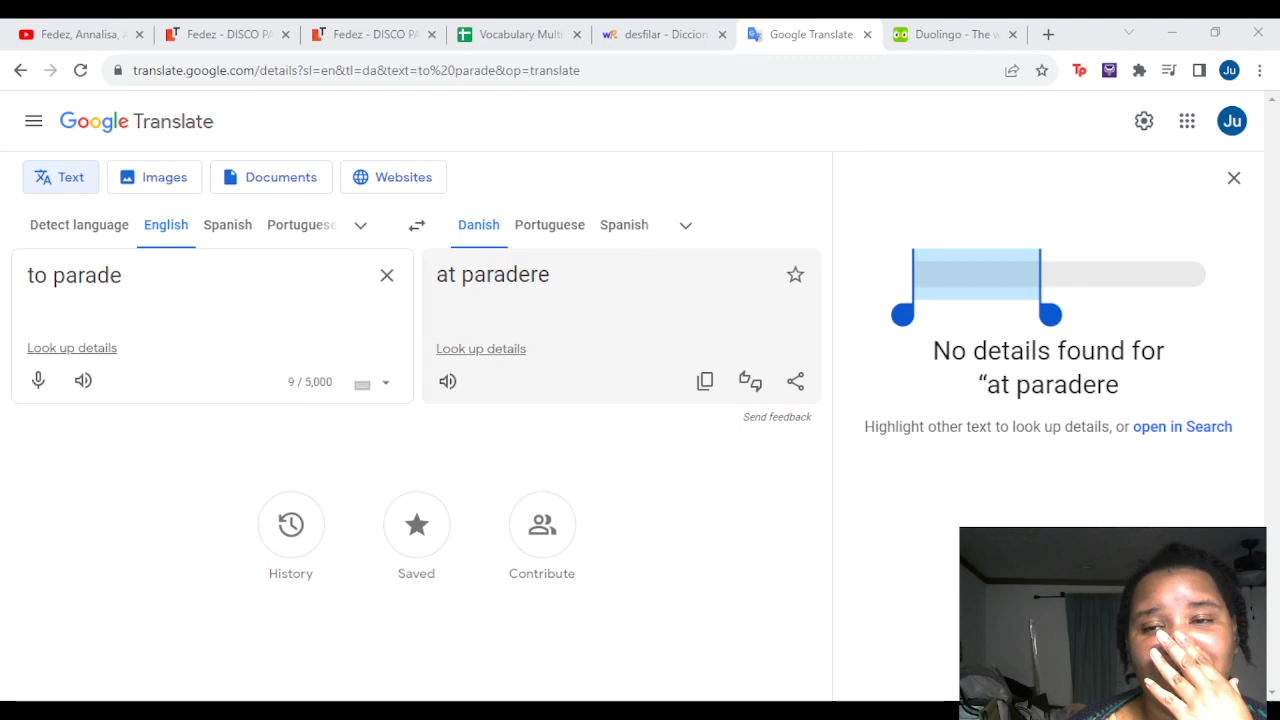 Fedez, Annalisa, A
Fedez - DISCO PA
Fedez - DISCO PA
Vocabulary Multi
desfilar - Diccion
Google Translate
Duolingo - The w
translate.google.com/details?sl=en&tl=da&text=to%20parade&op=translate
Tp
Ju
Google Translate
Ju
Text
Images
Documents
Websites
Detect language
English
Spanish
Portuguese
Danish
Portuguese
Spanish
to parade
at paradere
Look up details
Look up details
9 / 5,000
Send feedback
No details found for
“at paradere
Highlight other text to look up details, or open in Search
History
Saved
Contribute